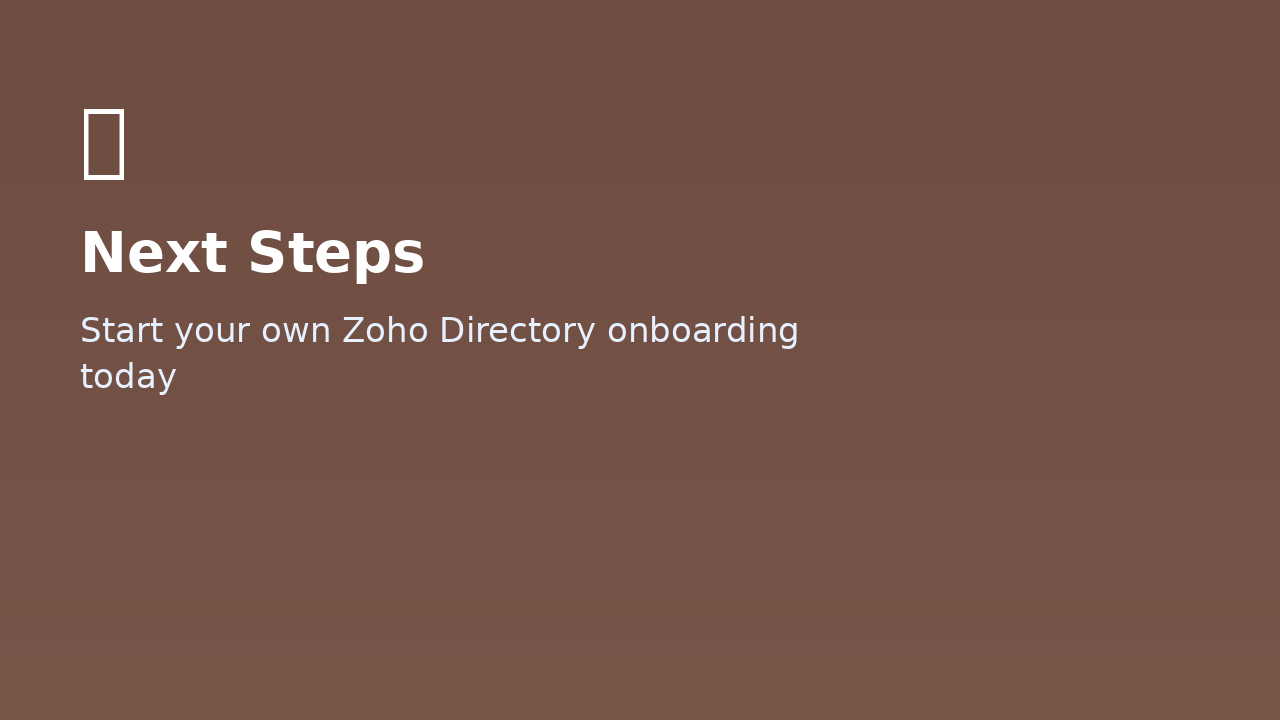 Next Steps
Start your own Zoho Directory onboarding
today